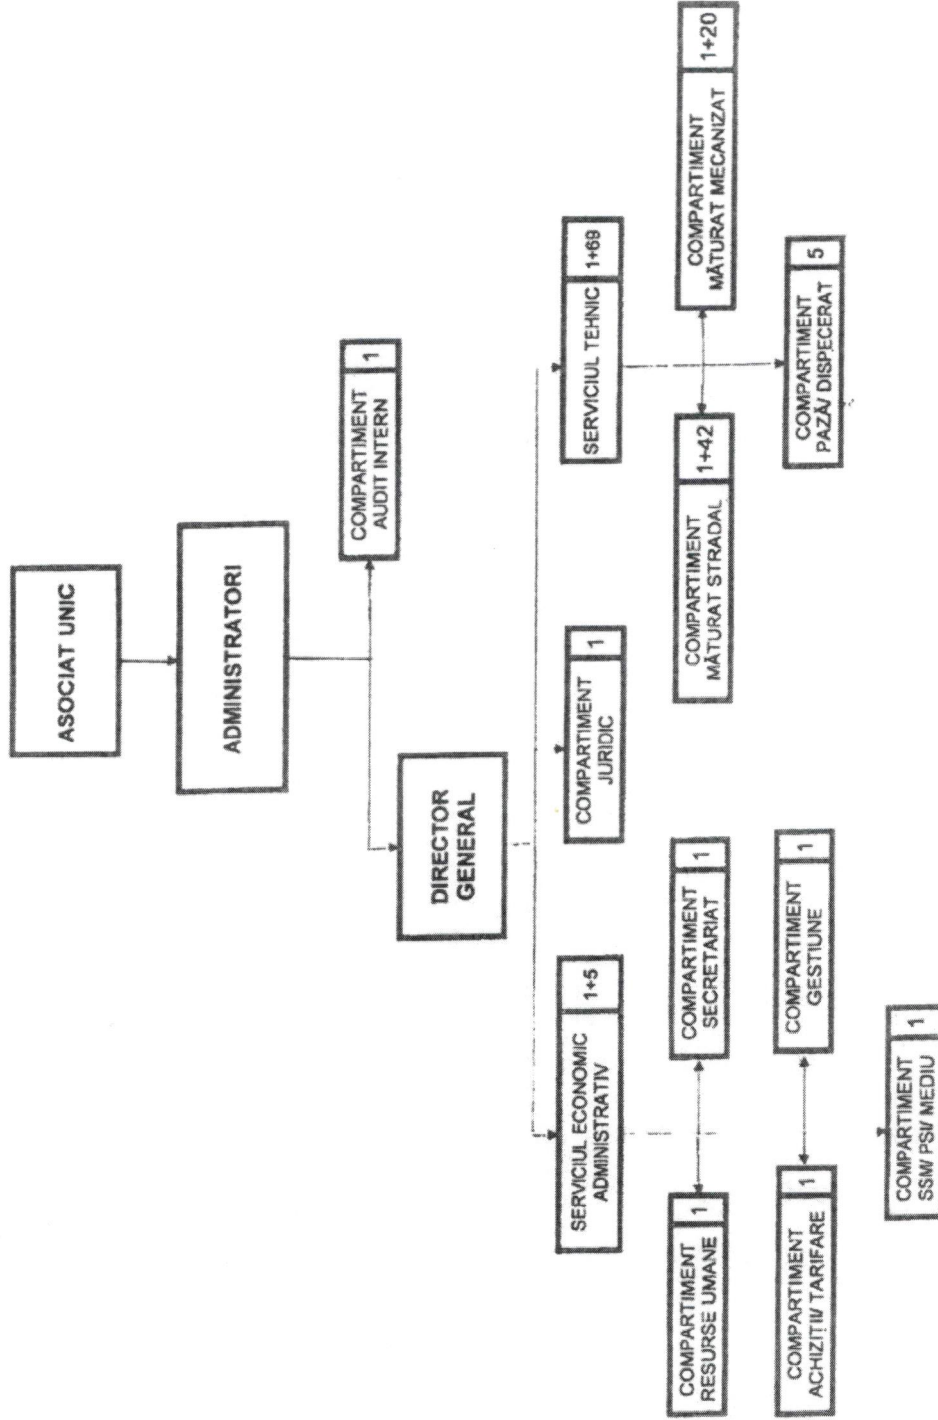 ASOCIAT UNIC
ADMINISTRATORI
COMPARTIMENT
AUDIT INTERN
1
DIRECTOR
GENERAL
SERVICIUL ECONOMIC
ADMINISTRATIV
1+5
COMPARTIMENT
JURIDIC
1
SERVICIUL TEHNIC
1+69
COMPARTIMENT
RESURSE UMANE
1
COMPARTIMENT
SECRETARIAT
1
COMPARTIMENT
MĂTURAT STRADAL
1+42
COMPARTIMENT
MĂTURAT MECANIZAT
1+20
COMPARTIMENT
ACHIZIȚII/ TARIFARE
1
COMPARTIMENT
GESTIUNE
1
COMPARTIMENT
PAZĂ/ DISPECERAT
5
COMPARTIMENT
SSM/ PSI/ MEDIU
1